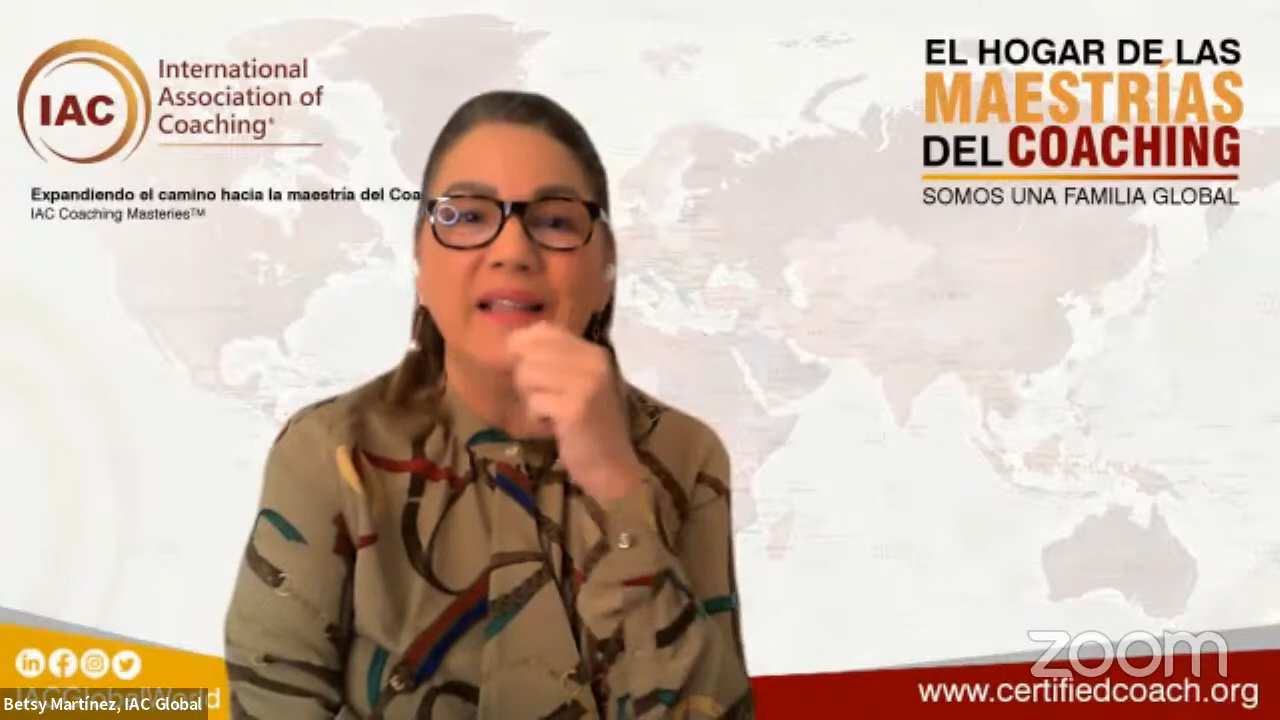 IAC
International
Association of
Coaching®
Expandiendo el camino hacia la maestría del Coa
IAC Coaching Masteries™
EL HOGAR DE LAS
MAESTRÍAS
DEL COACHING
SOMOS UNA FAMILIA GLOBAL
zoom
IACGlobalWorld
Betsy Martínez, IAC Global
www.certifiedcoach.org